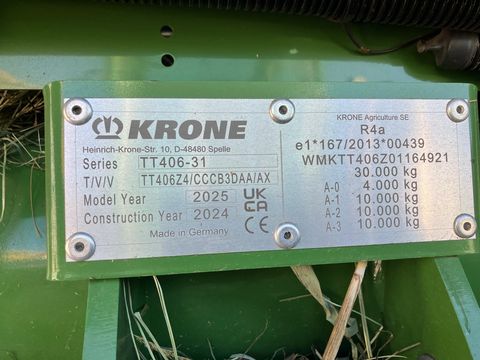 KRONE
Heinrich-Krone-Str. 10, D-48480 Spelle
Series TT406-31
T/V/V TT406Z4/CCCB3DAA/AX
Model Year 2025
Construction Year 2024
UK
CA
CE
Made in Germany
KRONE Agriculture SE
R4a
e1*167/2013*00439
WMKTT406Z01164921
30.000 kg
A-0 4.000 kg
A-1 10.000 kg
A-2 10.000 kg
A-3 10.000 kg